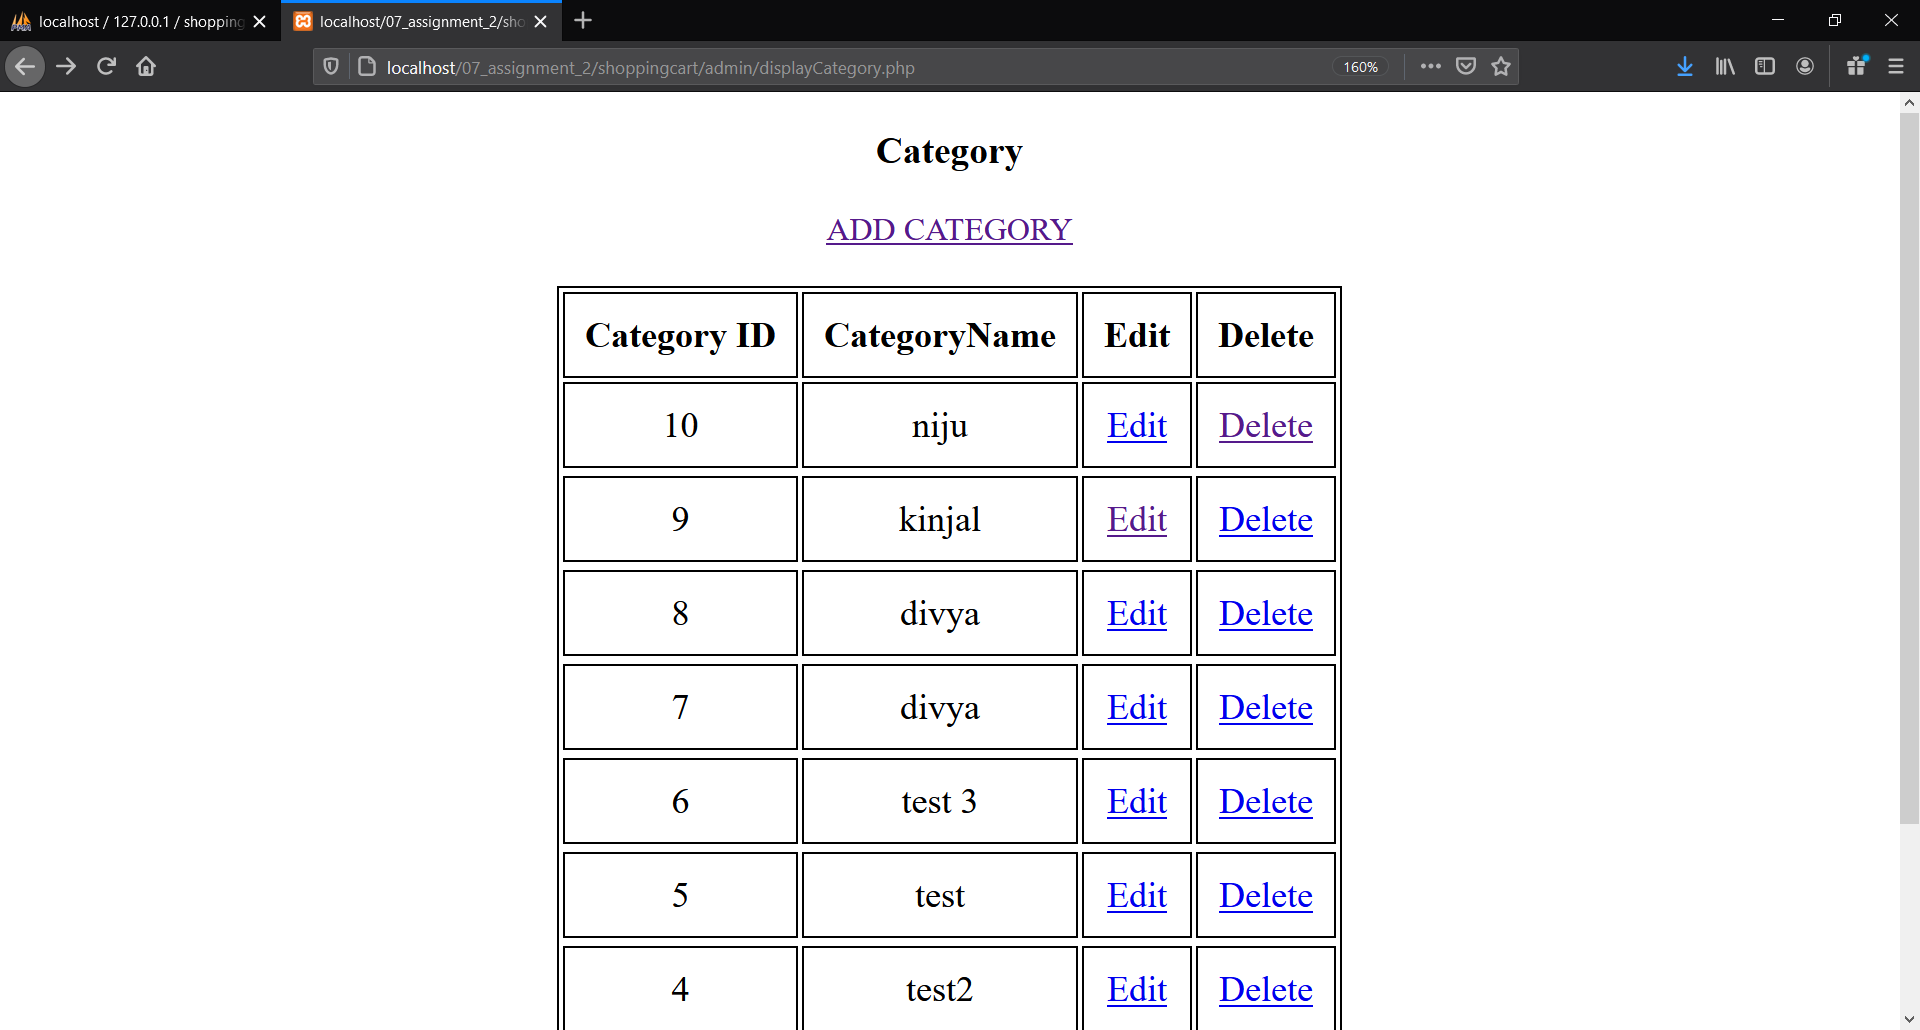 localhost / 127.0.0.1 / shopping
localhost/07_assignment_2/sho
localhost/07_assignment_2/shoppingcart/admin/displayCategory.php
160%
Category
ADD CATEGORY
Category ID CategoryName Edit Delete
10 niju Edit Delete
9 kinjal Edit Delete
8 divya Edit Delete
7 divya Edit Delete
6 test 3 Edit Delete
5 test Edit Delete
4 test2 Edit Delete